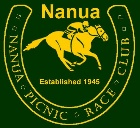 Nanua
Established 1945
NANUA PICNIC RACE CLUB